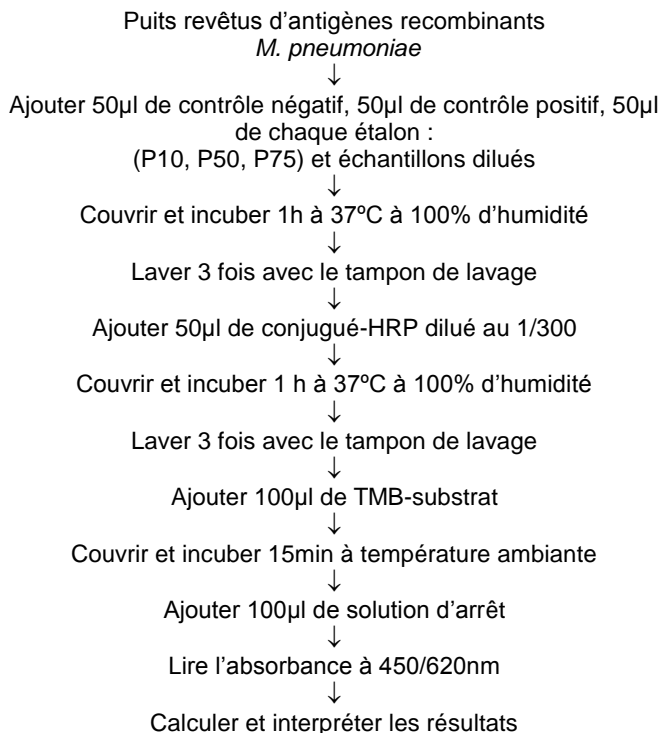 Puits revêtus d'antigènes recombinants
M. pneumoniae
↓
Ajouter 50µl de contrôle négatif, 50µl de contrôle positif, 50µl
de chaque étalon :
(P10, P50, P75) et échantillons dilués
↓
Couvrir et incuber 1h à 37ºC à 100% d'humidité
↓
Laver 3 fois avec le tampon de lavage
↓
Ajouter 50µl de conjugué-HRP dilué au 1/300
↓
Couvrir et incuber 1 h à 37ºC à 100% d'humidité
↓
Laver 3 fois avec le tampon de lavage
↓
Ajouter 100µl de TMB-substrat
↓
Couvrir et incuber 15min à température ambiante
↓
Ajouter 100µl de solution d'arrêt
↓
Lire l'absorbance à 450/620nm
↓
Calculer et interpréter les résultats